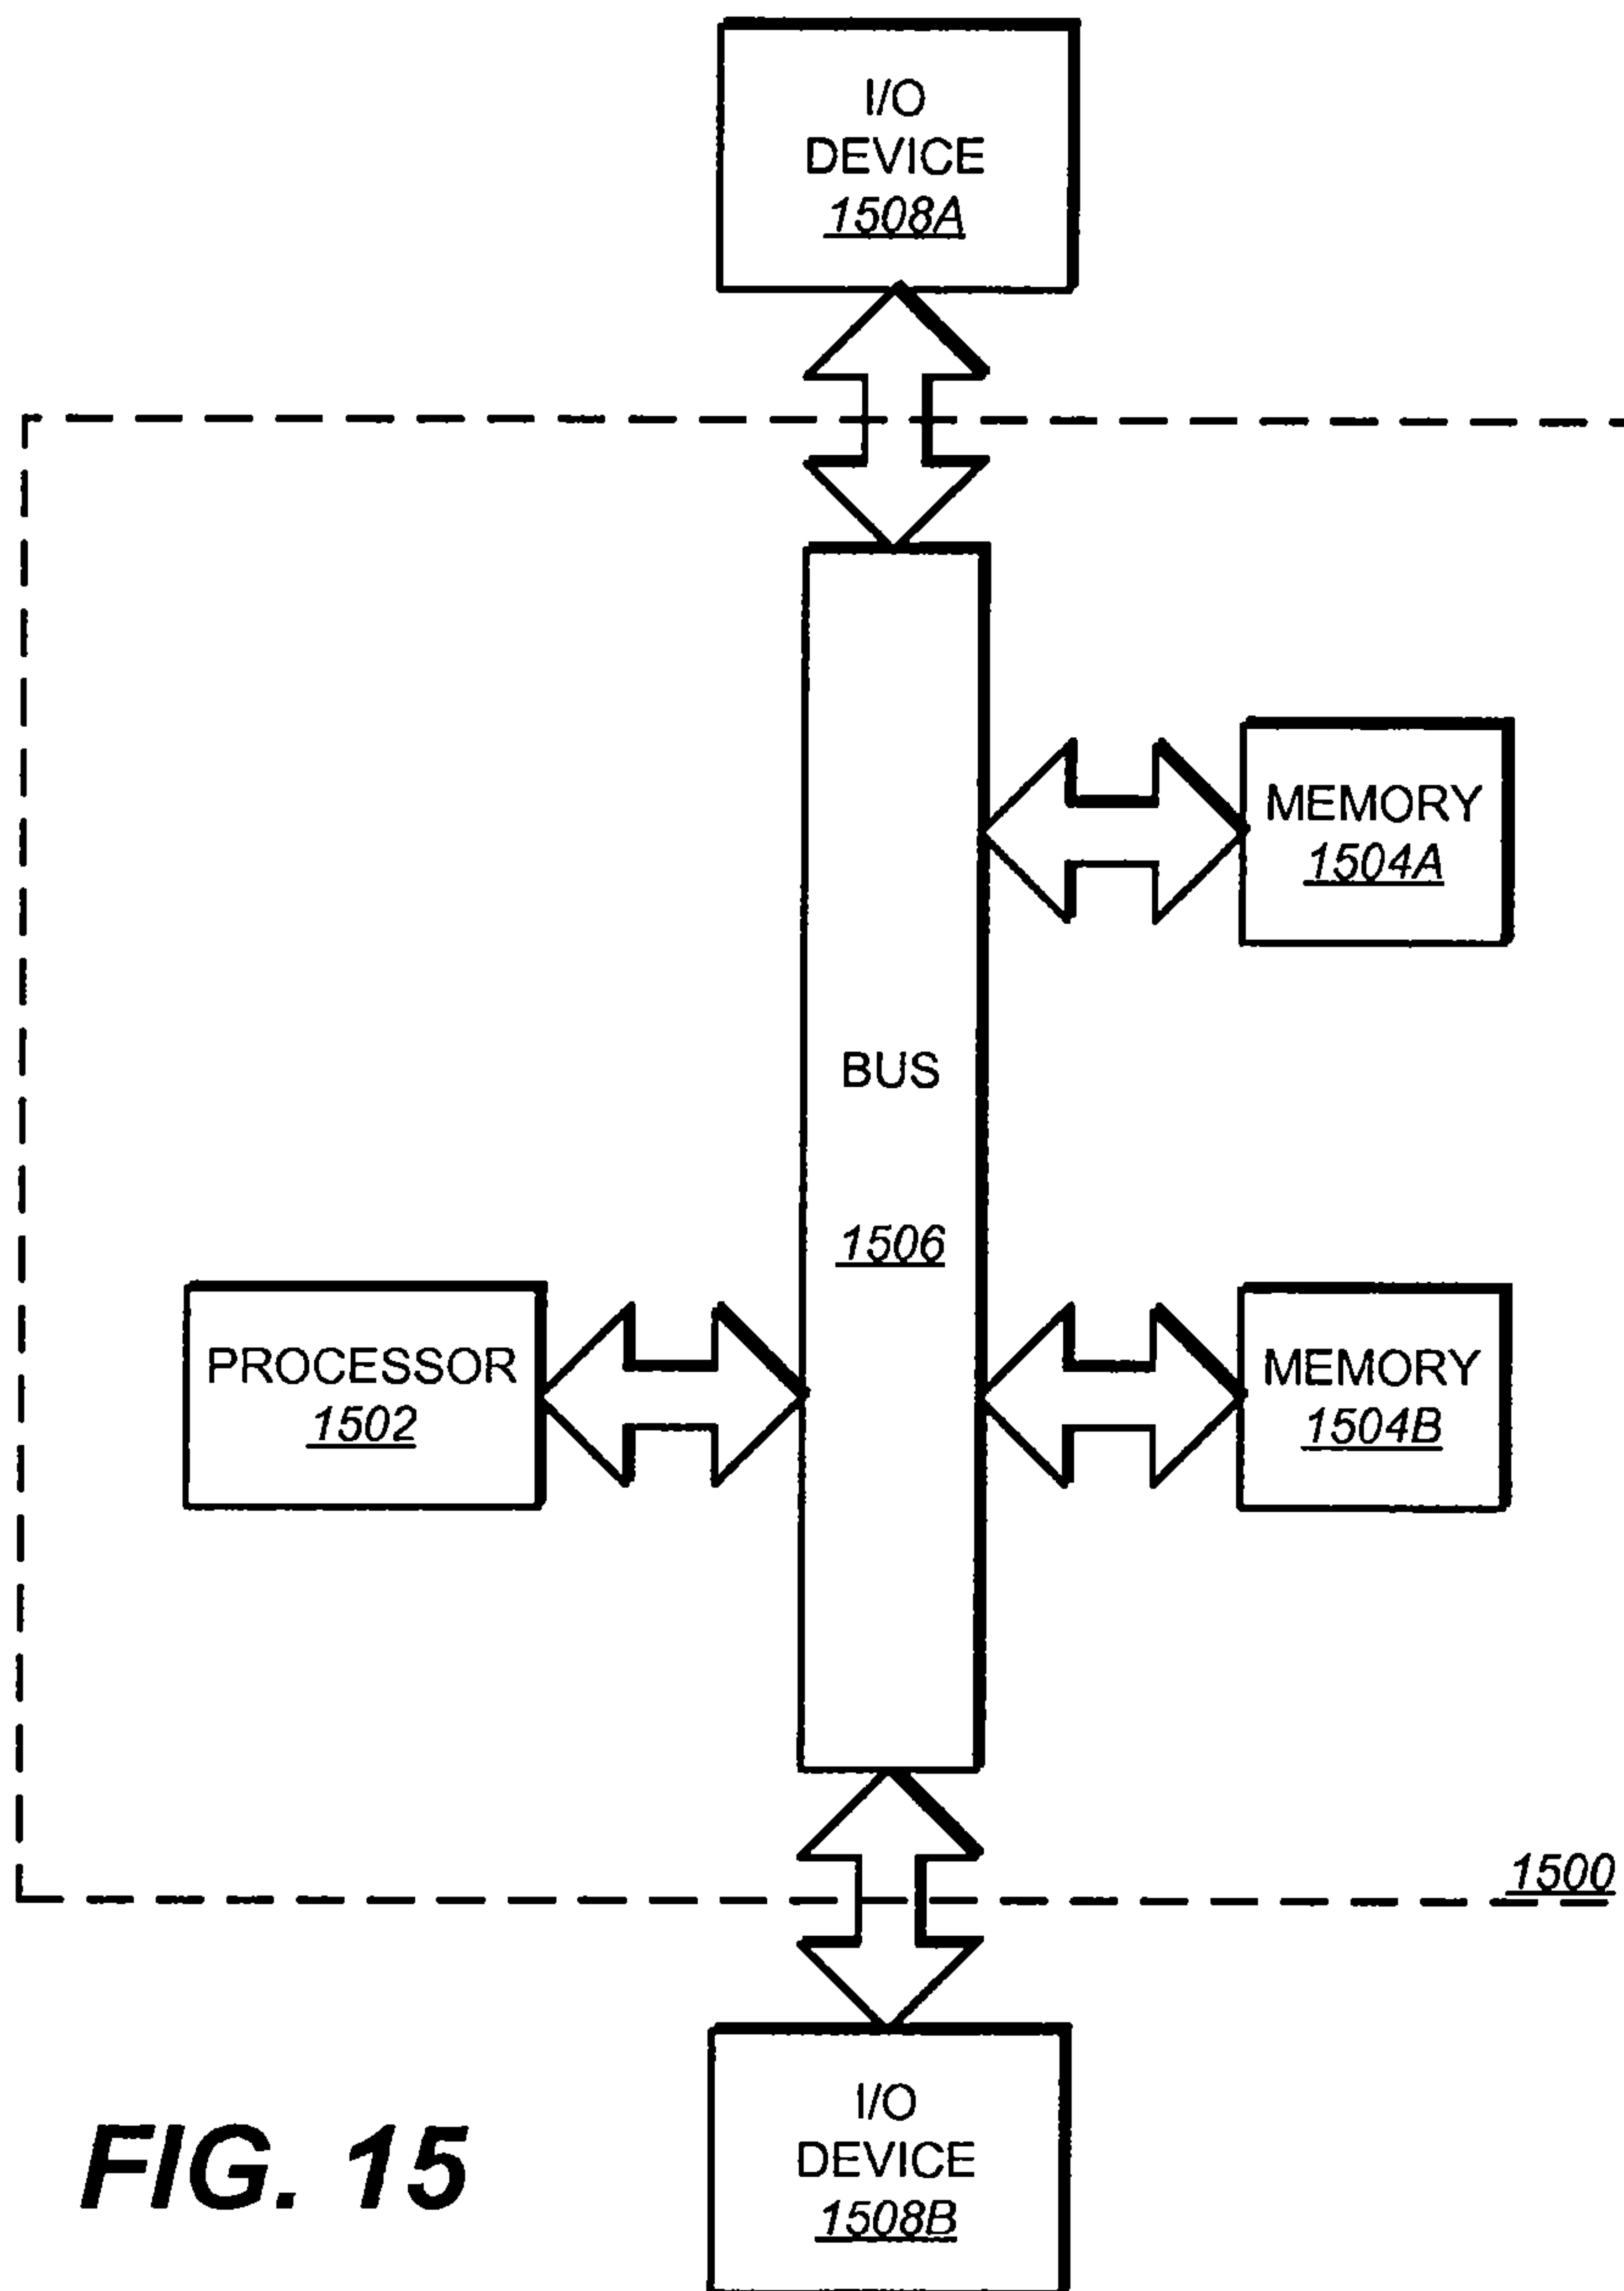 I/O
DEVICE
1508A
MEMORY
1504A
BUS
1506
PROCESSOR
1502
MEMORY
1504B
1500
I/O
DEVICE
1508B
FIG. 15